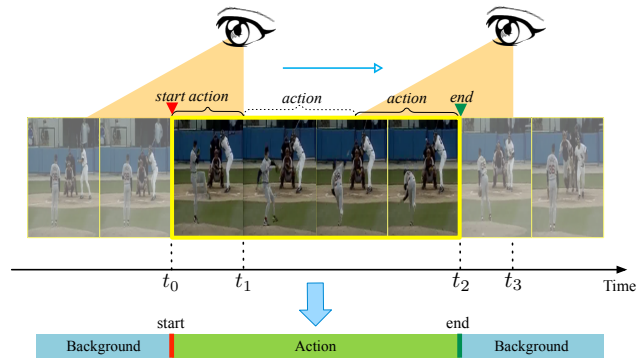 start action action action end
t₀ t₁ t₂ t₃ Time
start end
Background Action Background